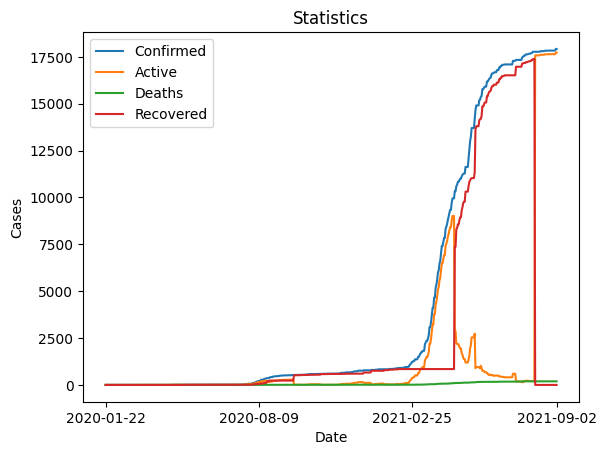 Statistics
Confirmed
Active
Deaths
Recovered
17500
15000
12500
10000
7500
5000
2500
0
Cases
2020-01-22
2020-08-09
2021-02-25
2021-09-02
Date